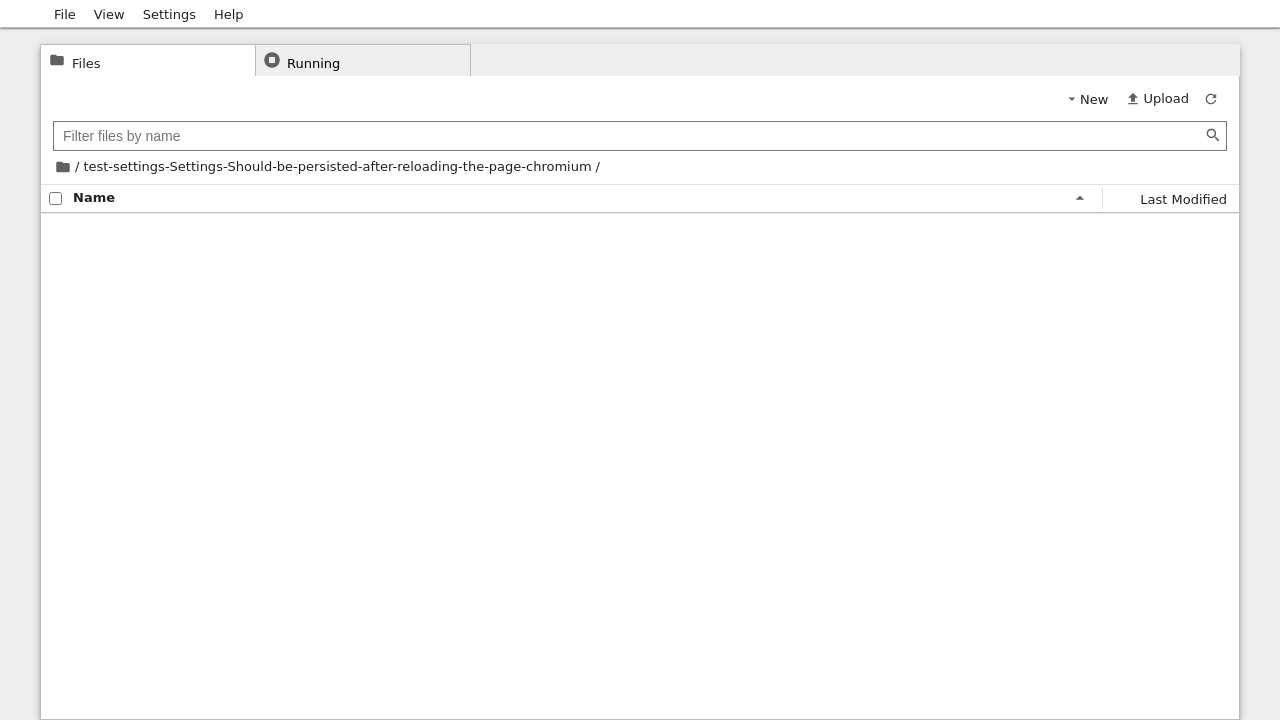 File View Settings Help
Files Running
New Upload
Filter files by name
/ test-settings-Settings-Should-be-persisted-after-reloading-the-page-chromium /
Name Last Modified